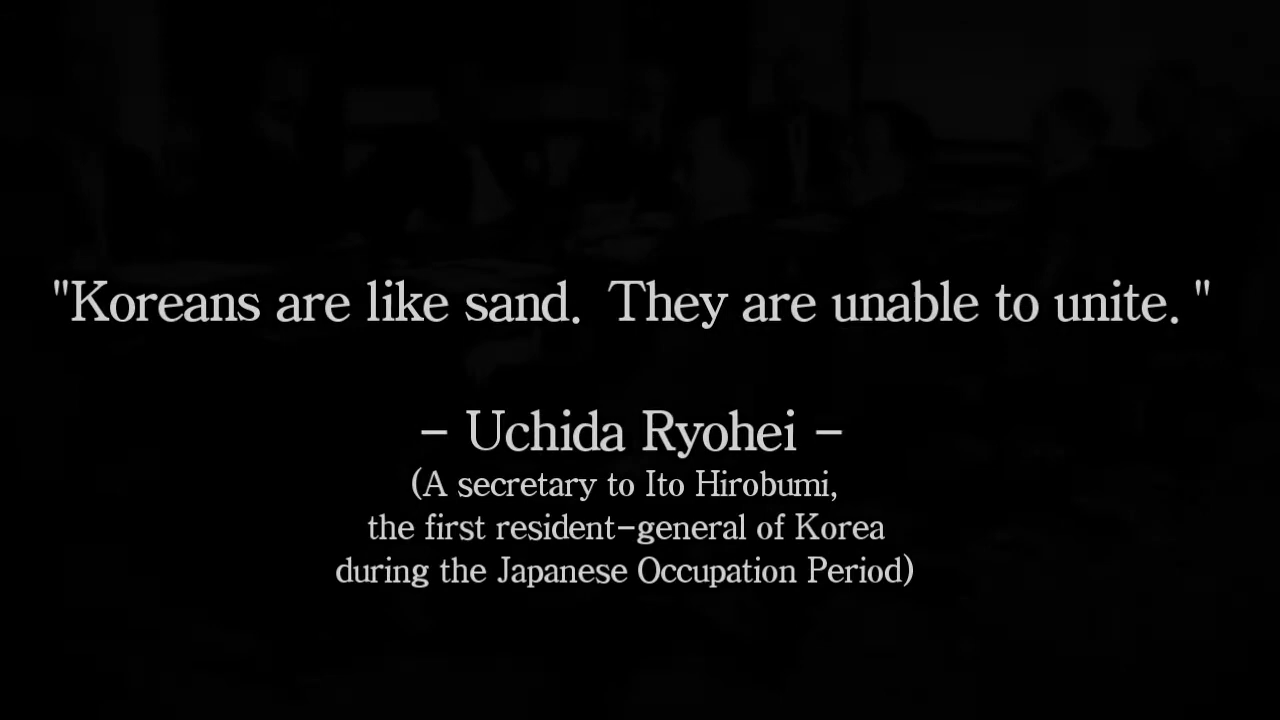 "Koreans are like sand.  They are unable to unite. "
- Uchida Ryohei -
(A secretary to Ito Hirobumi,
the first resident-general of Korea
during the Japanese Occupation Period)